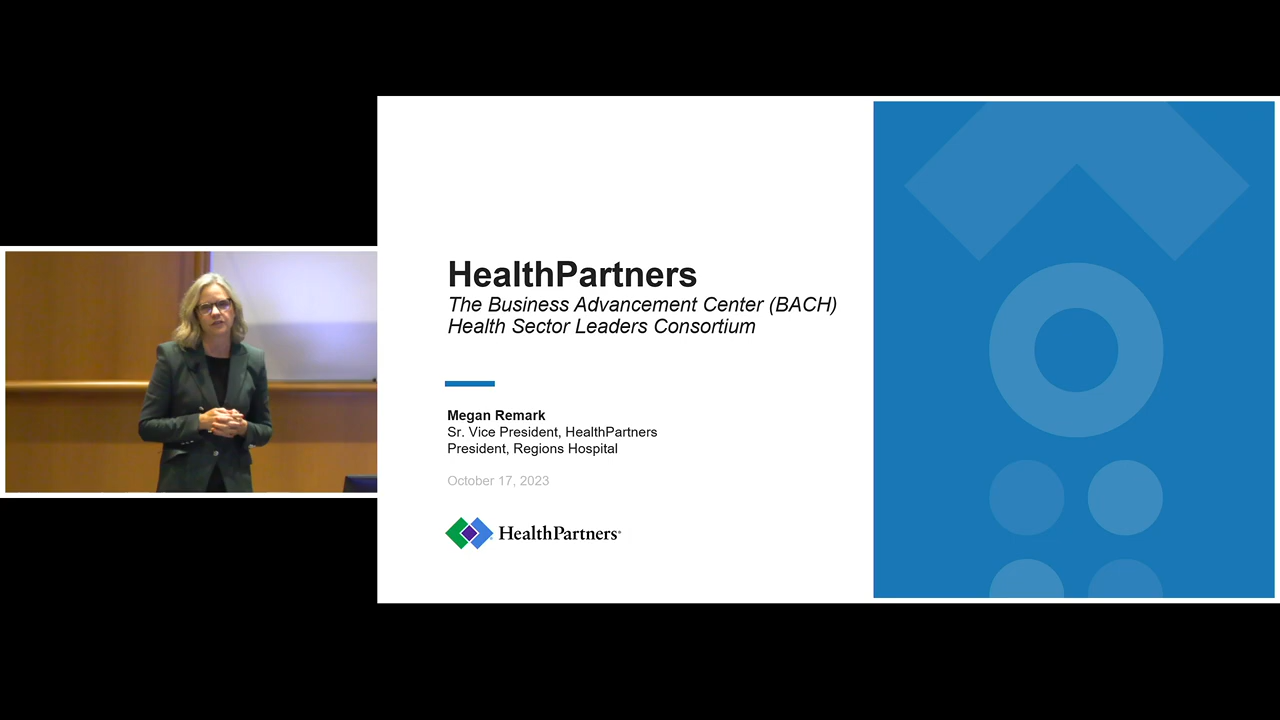 HealthPartners
The Business Advancement Center (BACH)
Health Sector Leaders Consortium
Megan Remark
Sr. Vice President, HealthPartners
President, Regions Hospital
October 17, 2023
HealthPartners®